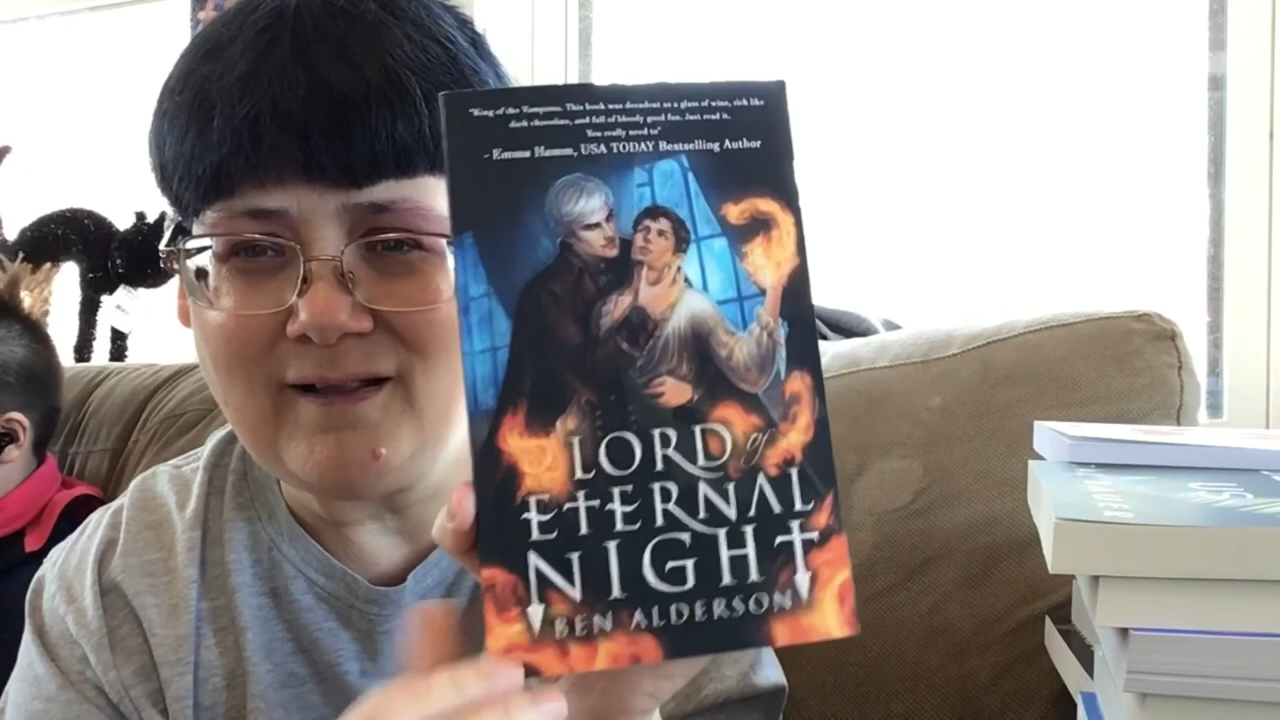 "King of the Vampires. This book was decadent as a glass of wine, rich like
dark chocolate, and full of bloody good fun. Just read it.
You really need to"
- Emma Hamm, USA TODAY Bestselling Author
LORD of
ETERNAL
NIGHT
BEN ALDERSON
US